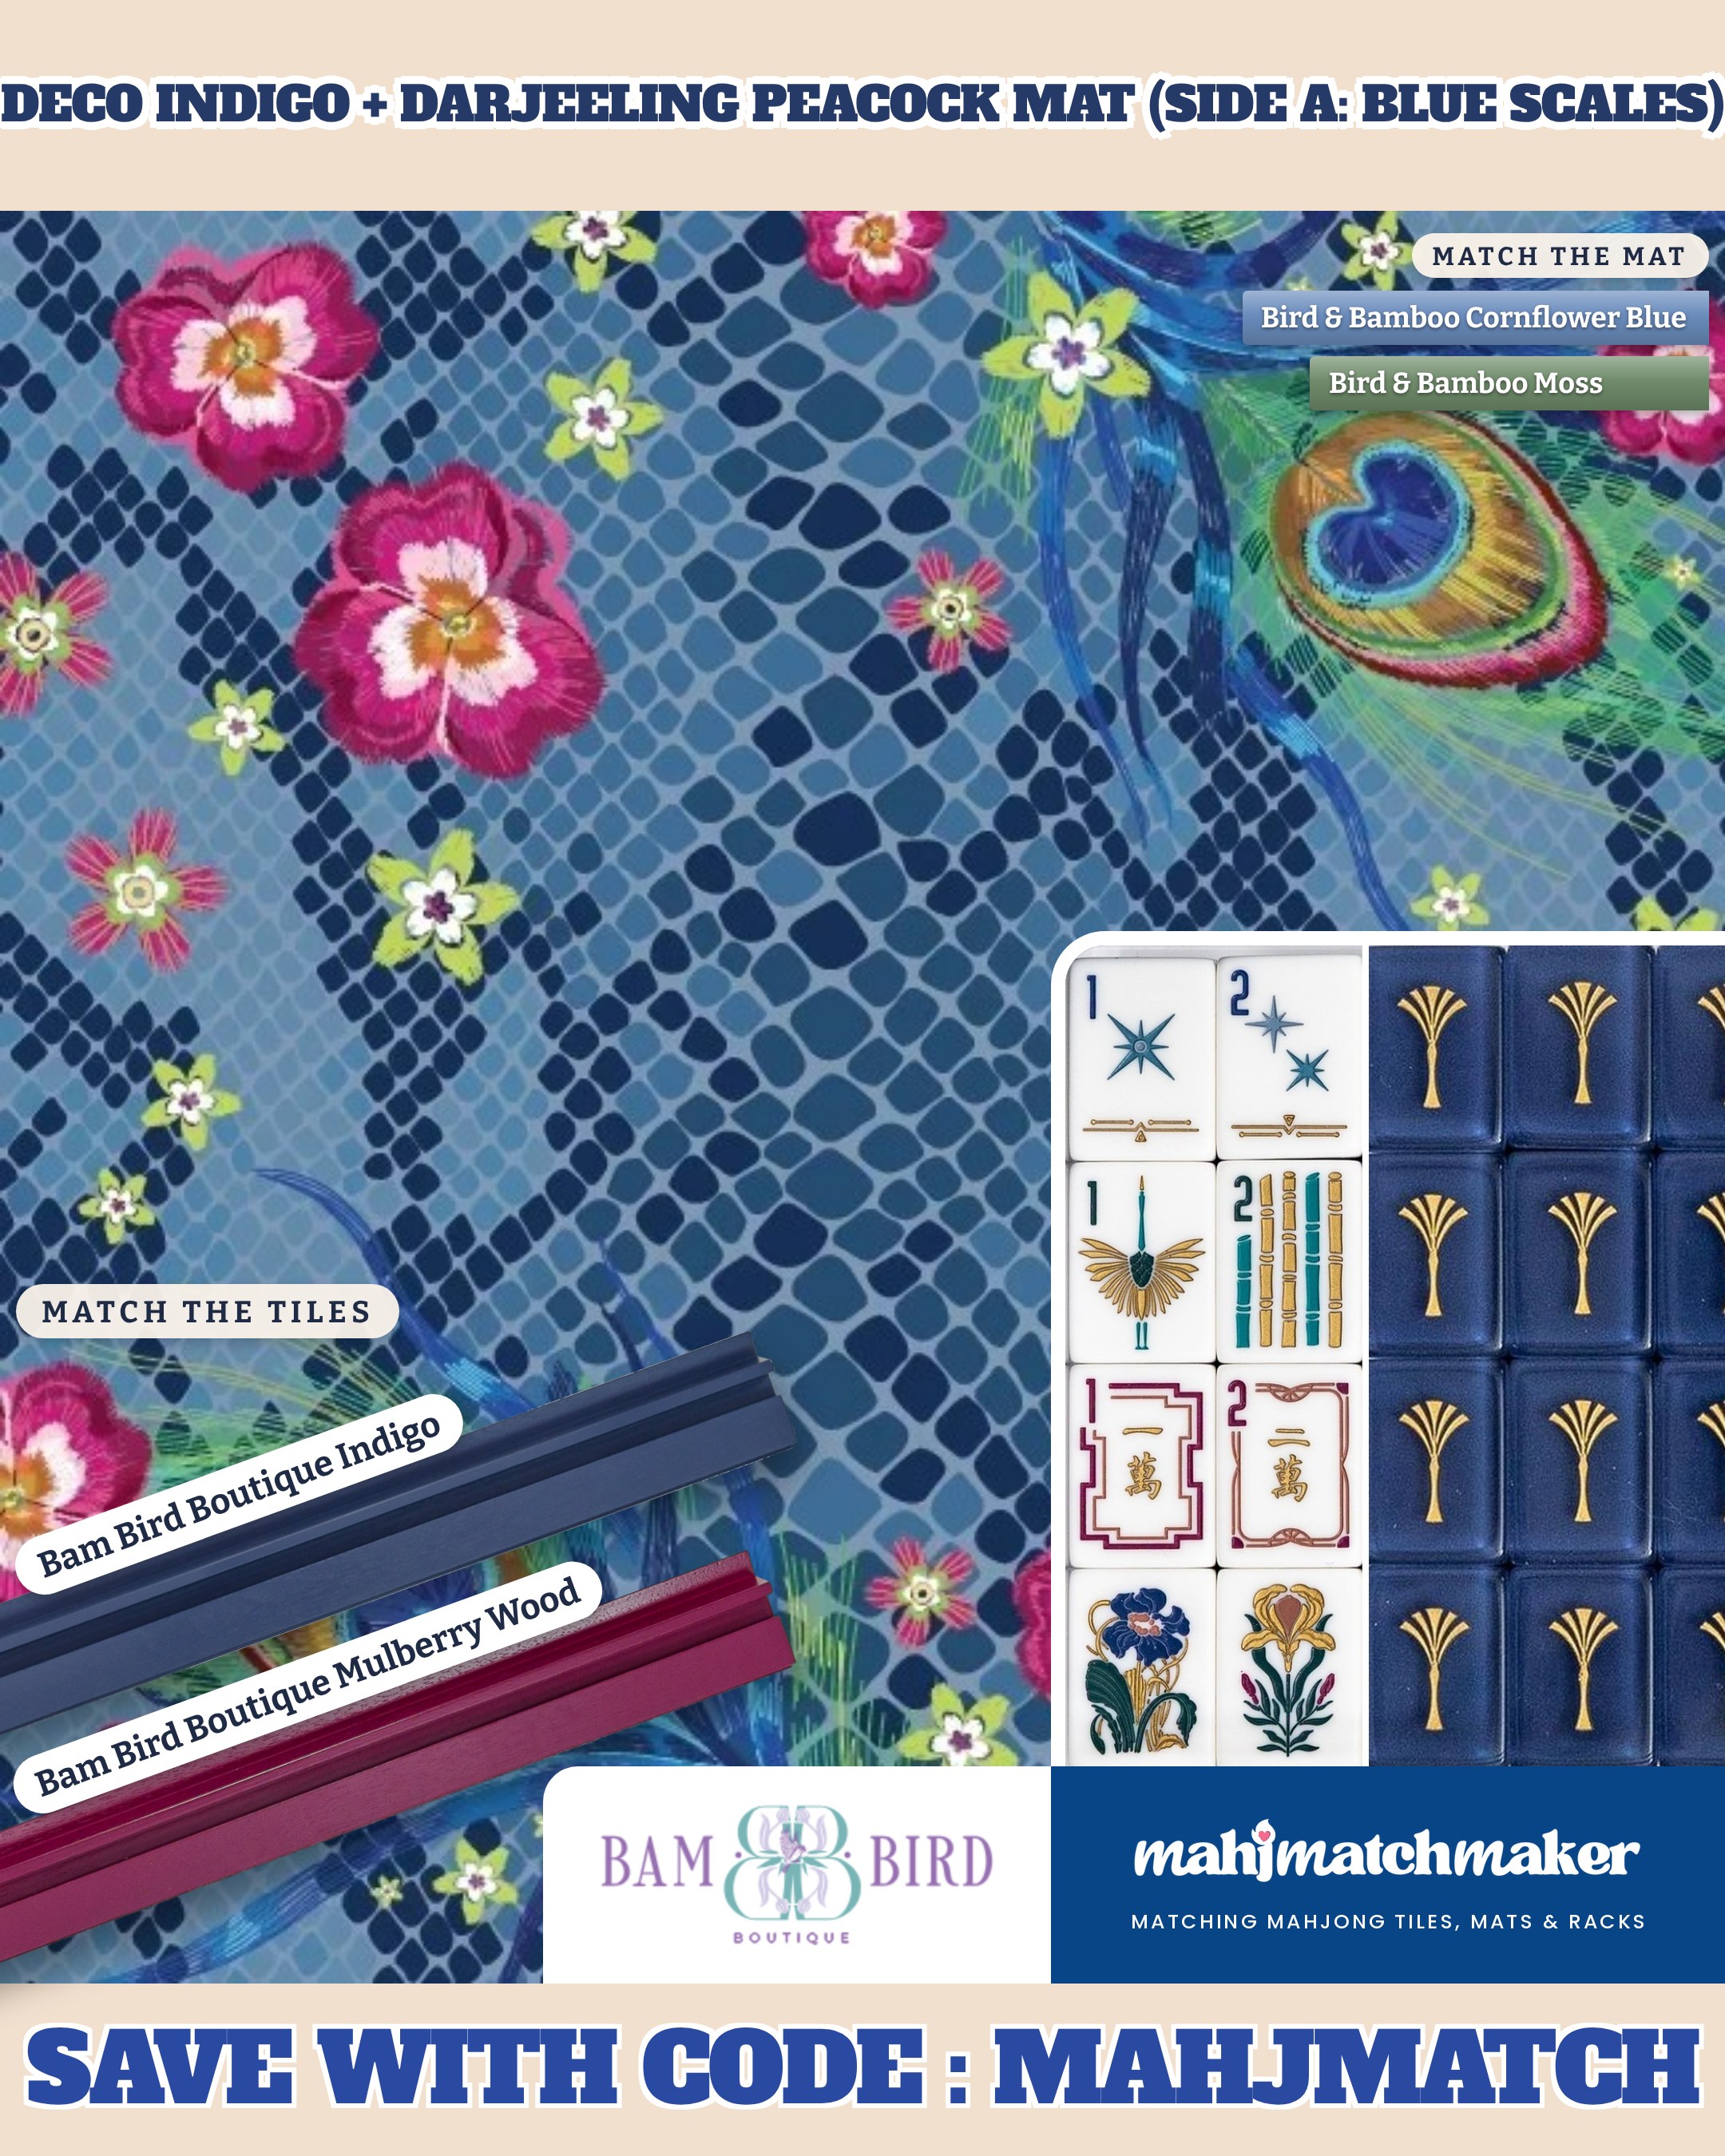 DECO INDIGO + DARJEELING PEACOCK MAT (SIDE A: BLUE SCALES)
MATCH THE MAT
Bird & Bamboo Cornflower Blue
Bird & Bamboo Moss
1 2
1 2
1 2
一 二
萬 萬
MATCH THE TILES
Bam Bird Boutique Indigo
Bam Bird Boutique Mulberry Wood
BAM BIRD
BOUTIQUE
mahjmatchmaker
MATCHING MAHJONG TILES, MATS & RACKS
SAVE WITH CODE : MAHJMATCH